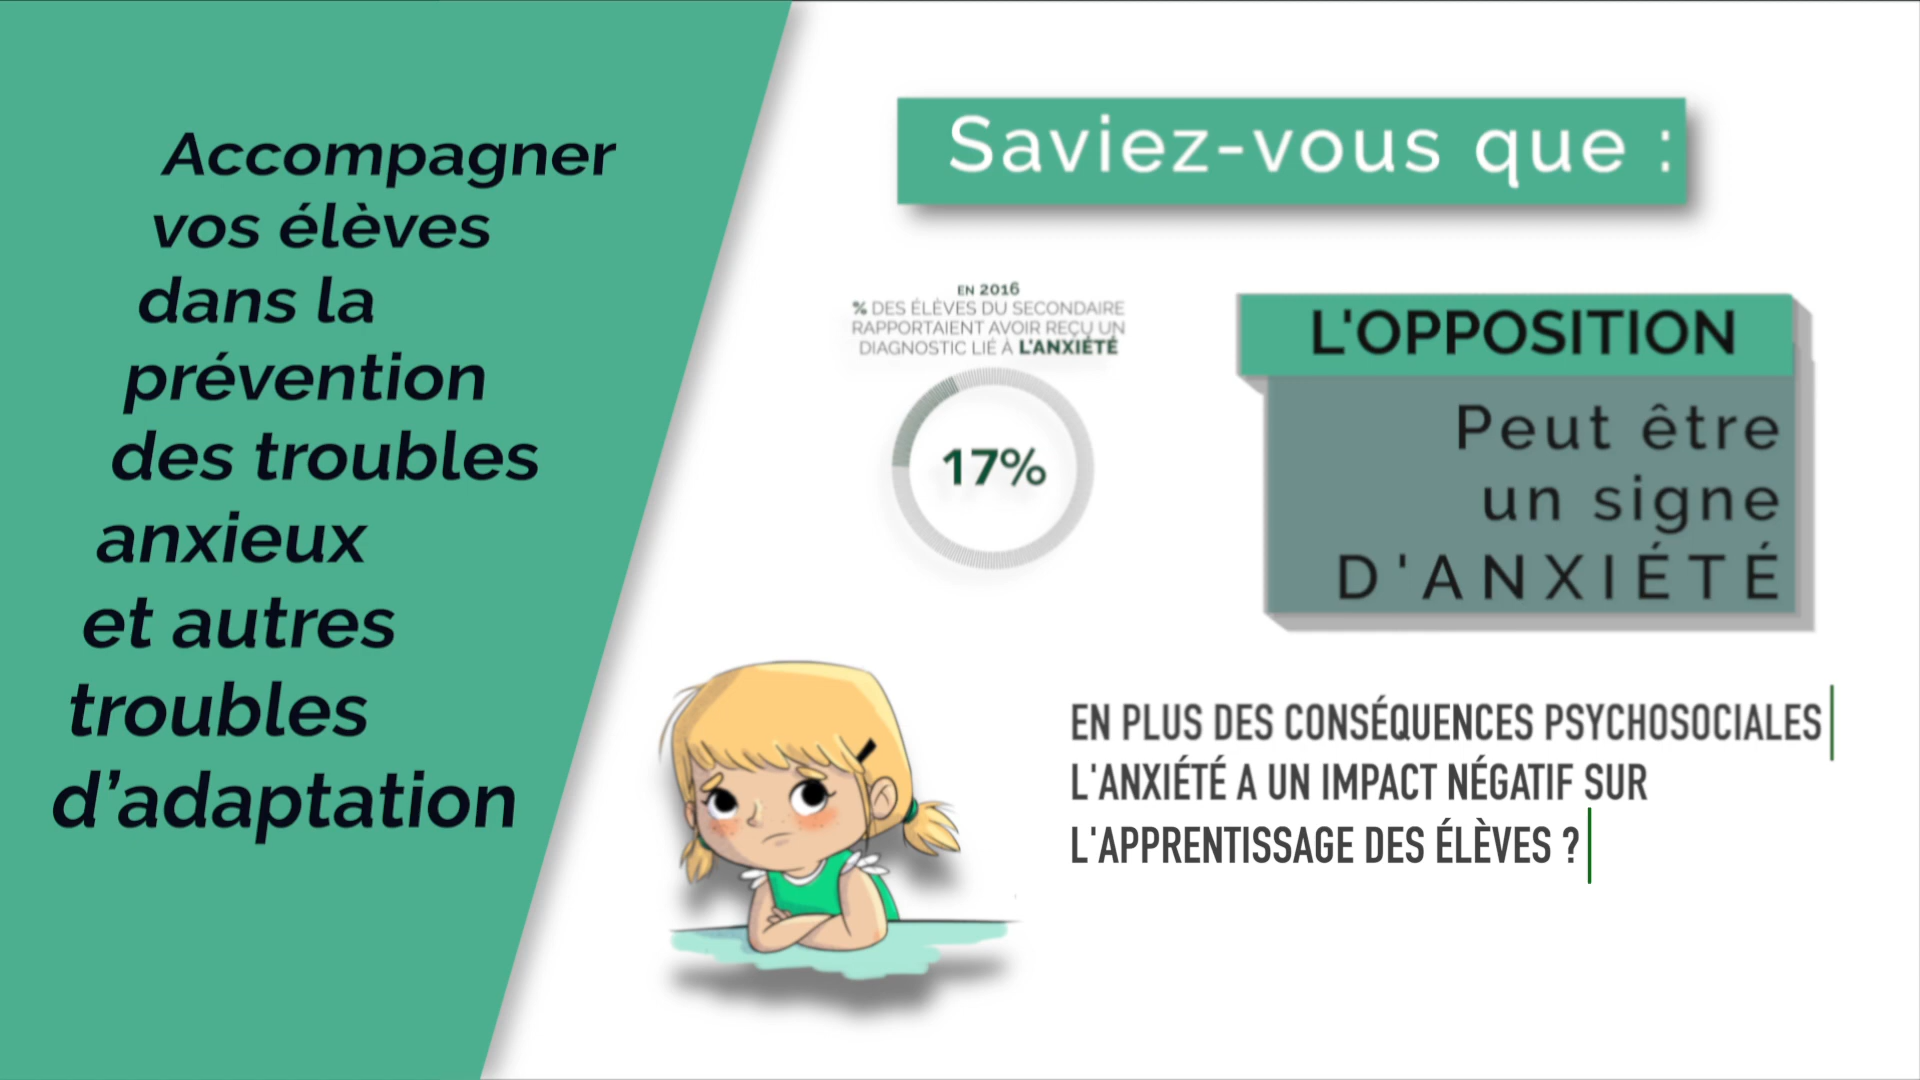 Accompagner
vos élèves
dans la
prévention
des troubles
anxieux
et autres
troubles
d’adaptation
Saviez-vous que :
EN 2016
% DES ÉLÈVES DU SECONDAIRE
RAPPORTAIENT AVOIR REÇU UN
DIAGNOSTIC LIÉ À L'ANXIÉTÉ
17%
L'OPPOSITION
Peut être
un signe
D'ANXIÉTÉ
EN PLUS DES CONSÉQUENCES PSYCHOSOCIALES
L'ANXIÉTÉ A UN IMPACT NÉGATIF SUR
L'APPRENTISSAGE DES ÉLÈVES ?